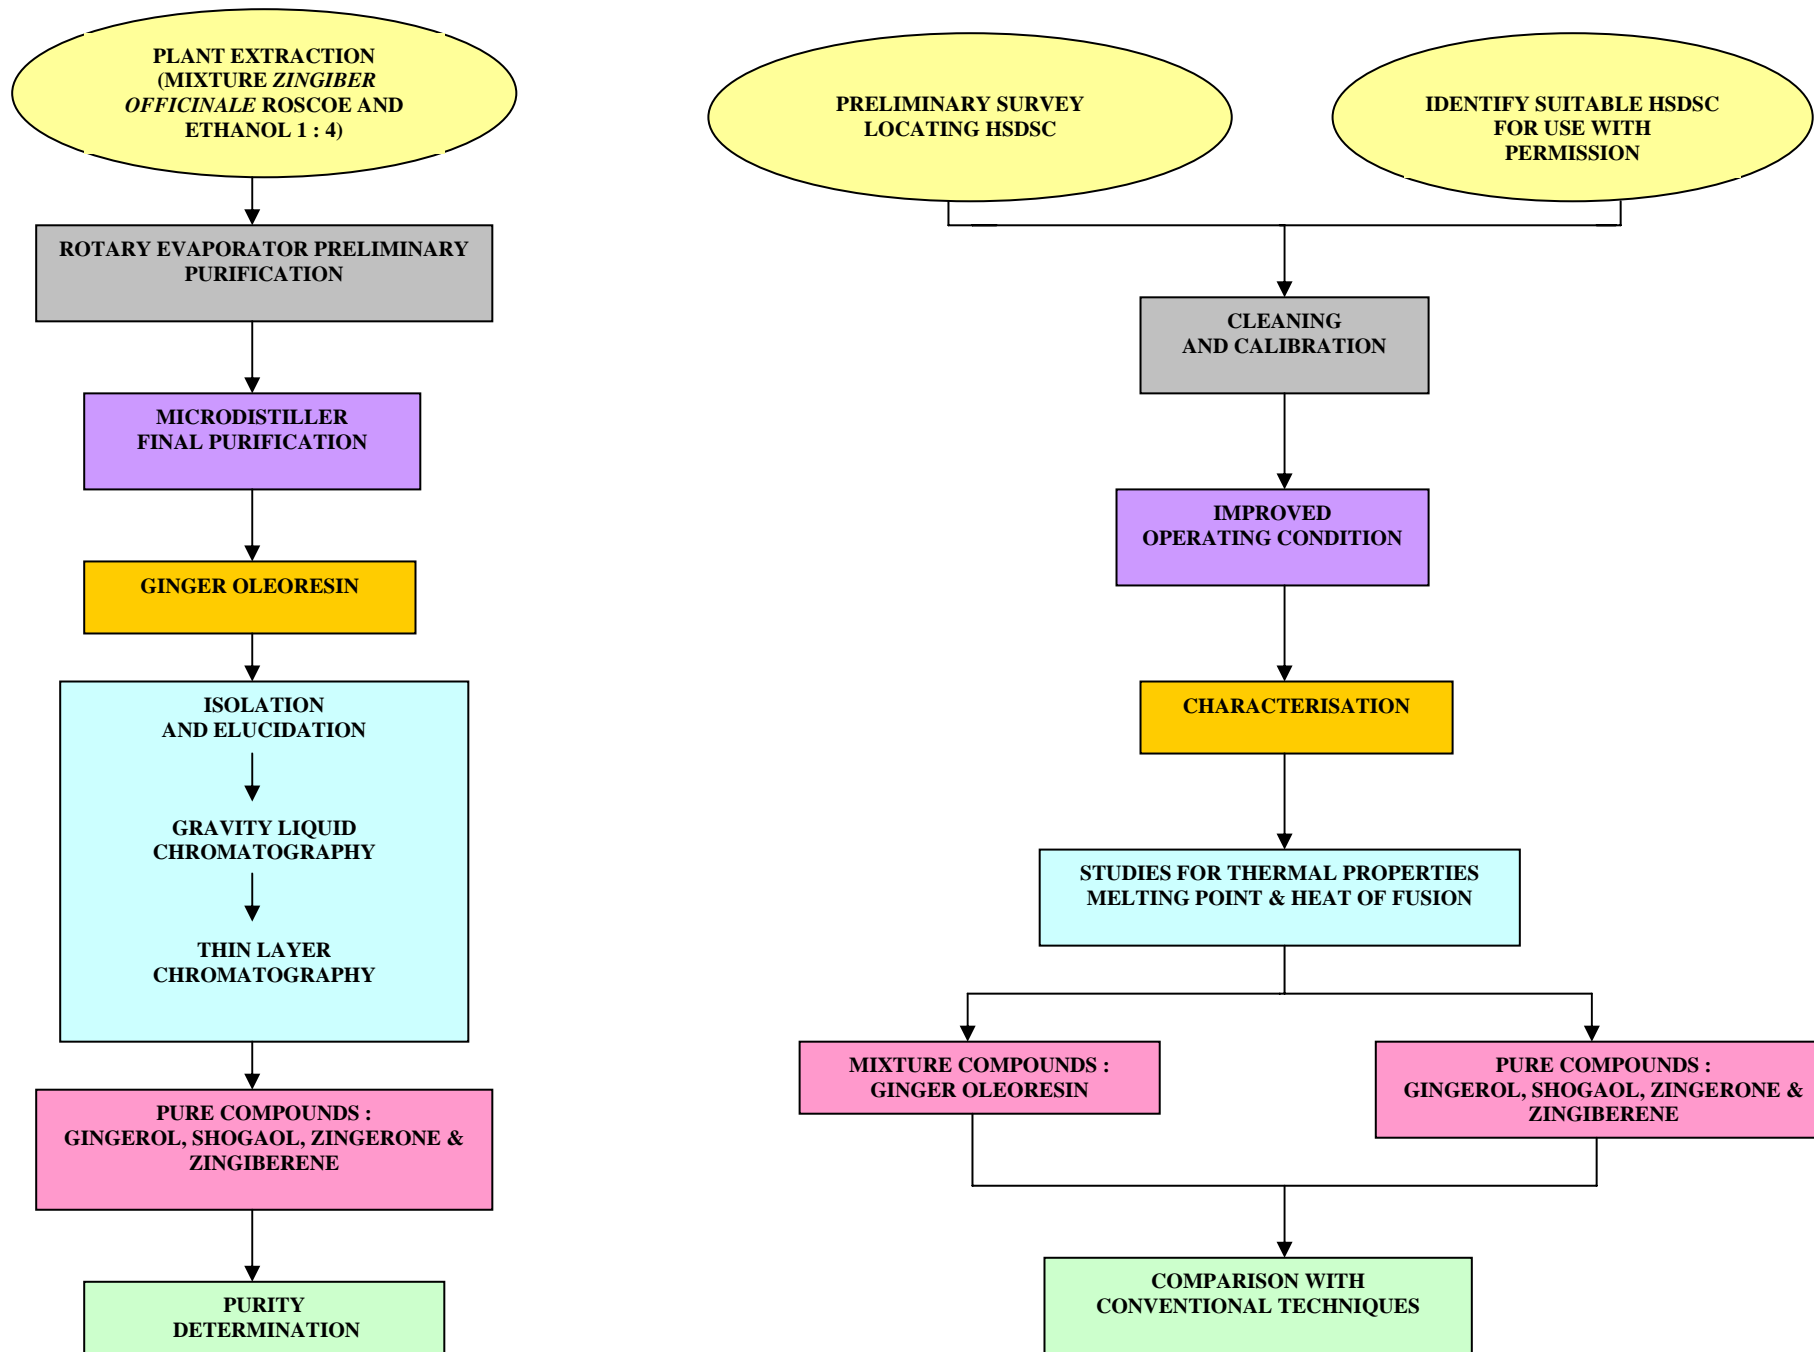 PLANT EXTRACTION
(MIXTURE ZINGIBER
OFFICINALE ROSCOE AND
ETHANOL 1 : 4)
ROTARY EVAPORATOR PRELIMINARY
PURIFICATION
MICRODISTILLER
FINAL PURIFICATION
GINGER OLEORESIN
ISOLATION
AND ELUCIDATION
GRAVITY LIQUID
CHROMATOGRAPHY
THIN LAYER
CHROMATOGRAPHY
PURE COMPOUNDS :
GINGEROL, SHOGAOL, ZINGERONE &
ZINGIBERENE
PURITY
DETERMINATION
PRELIMINARY SURVEY
LOCATING HSDSC
IDENTIFY SUITABLE HSDSC
FOR USE WITH
PERMISSION
CLEANING
AND CALIBRATION
IMPROVED
OPERATING CONDITION
CHARACTERISATION
STUDIES FOR THERMAL PROPERTIES
MELTING POINT & HEAT OF FUSION
MIXTURE COMPOUNDS :
GINGER OLEORESIN
PURE COMPOUNDS :
GINGEROL, SHOGAOL, ZINGERONE &
ZINGIBERENE
COMPARISON WITH
CONVENTIONAL TECHNIQUES